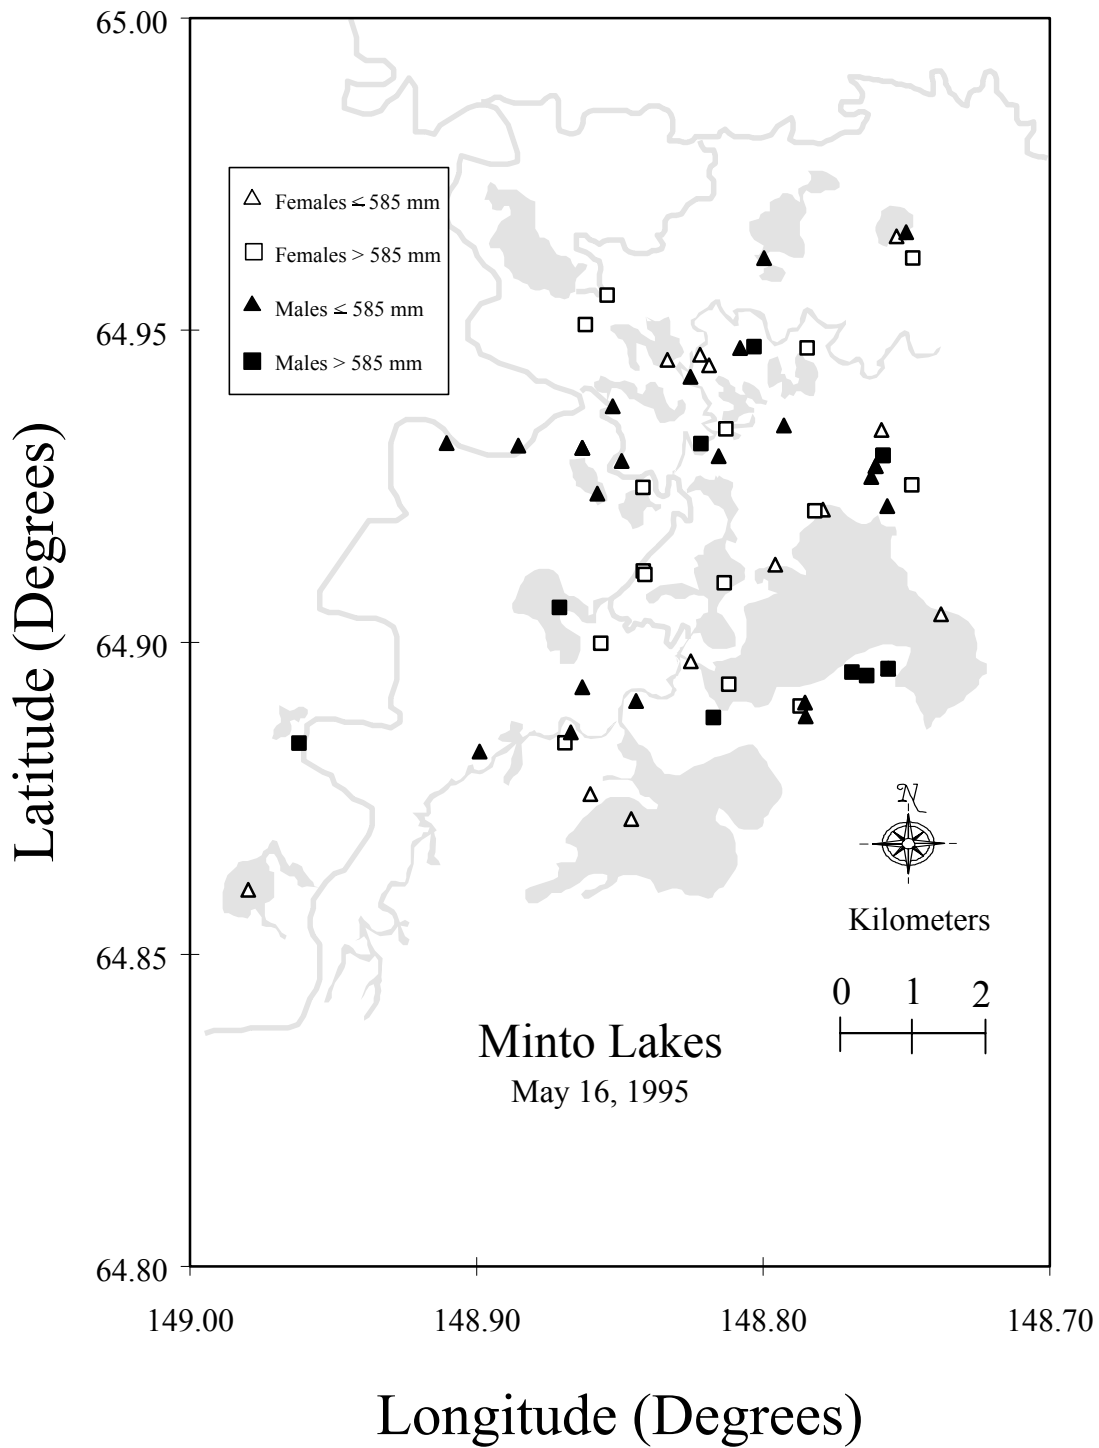 65.00
Females ≤ 585 mm
Females > 585 mm
Males ≤ 585 mm
Males > 585 mm
64.95
64.90
64.85
64.80
Latitude (Degrees)
N
Kilometers
0 1 2
Minto Lakes
May 16, 1995
149.00 148.90 148.80 148.70
Longitude (Degrees)